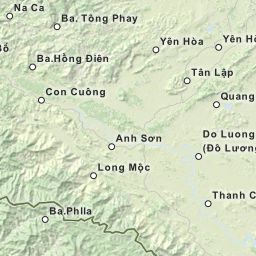 Na Ca
Ba. Tông Phay
Yên Hòa
Yên H
Ba.Hồng Điên
Tân Lập
Con Cuông
Quang
Anh Sơn
Do Luong
(Đô Lương
Long Mộc
Thanh C
Ba.Phlla